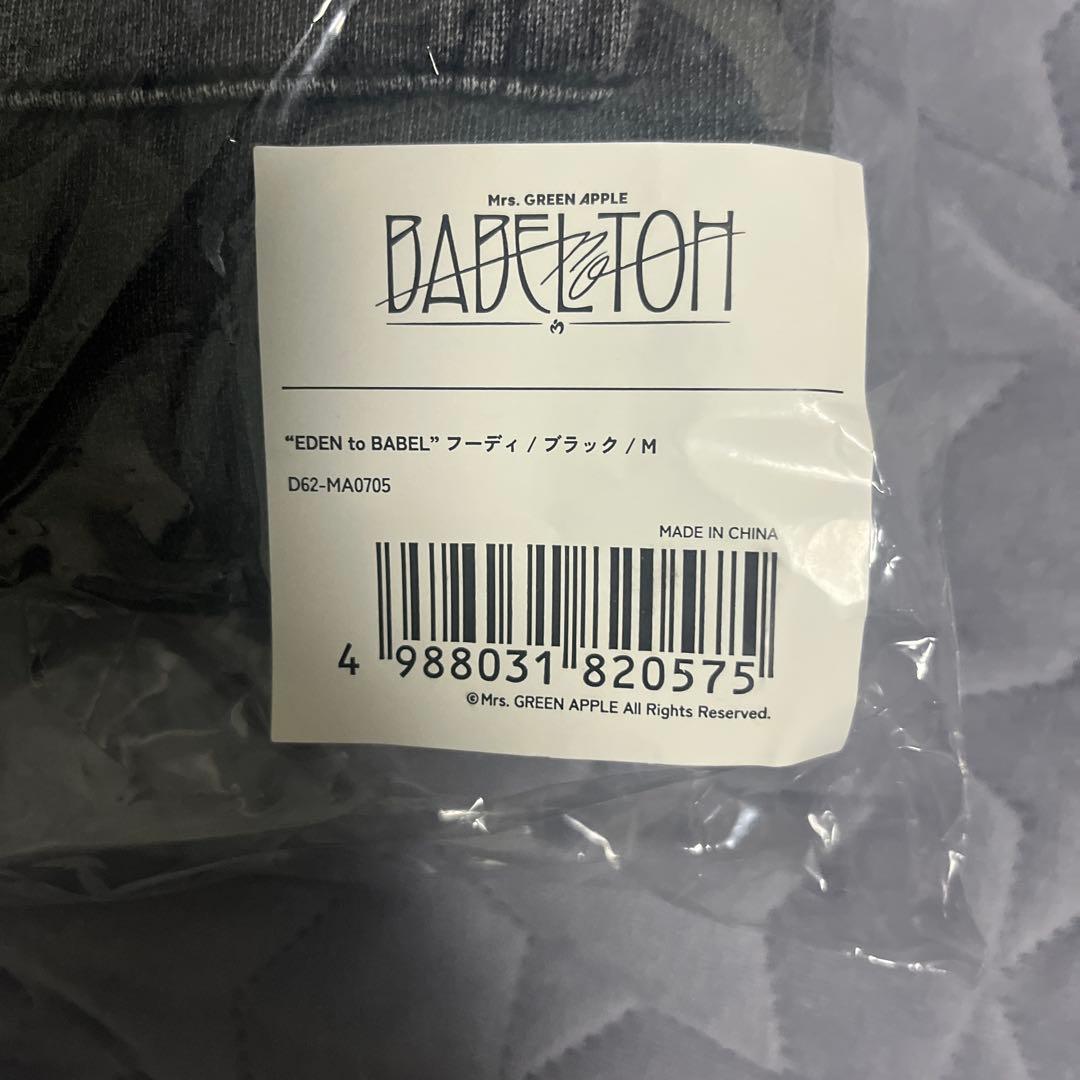 Mrs. GREEN APPLE
BABEL no TOH
“EDEN to BABEL” フーディ / ブラック / M
D62-MA0705
MADE IN CHINA
4 988031 820575
©Mrs. GREEN APPLE All Rights Reserved.